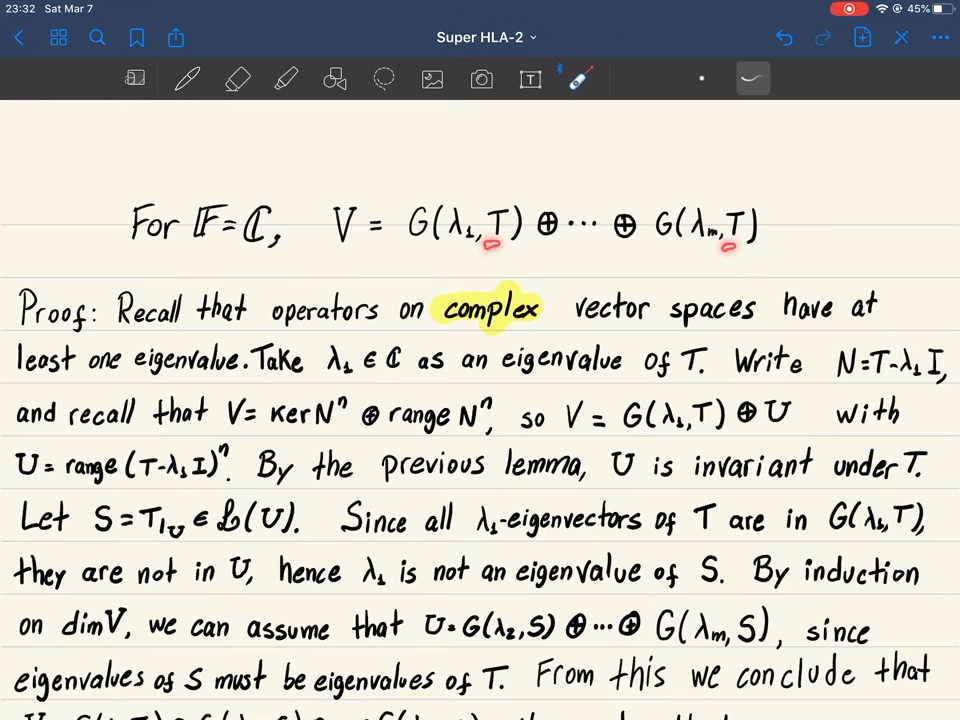 23:32 Sat Mar 7
45%
Super HLA-2
T
For 𝔽=ℂ, V = G(λ₁,T) ⊕ ⋯ ⊕ G(λₘ,T)
Proof: Recall that operators on complex vector spaces have at
least one eigenvalue. Take λ₁ ∈ ℂ as an eigenvalue of T. Write N=T-λ₁I,
and recall that V= ker Nⁿ ⊕ range Nⁿ, so V = G(λ₁,T) ⊕ U with
U = range (T-λ₁I)ⁿ. By the previous lemma, U is invariant under T.
Let S = T|_U ∈ ℒ(U). Since all λ₁-eigenvectors of T are in G(λ₁,T),
they are not in U, hence λ₁ is not an eigenvalue of S. By induction
on dimV, we can assume that U=G(λ₂,S) ⊕ ⋯ ⊕ G(λₘ,S), since
eigenvalues of S must be eigenvalues of T. From this we conclude that